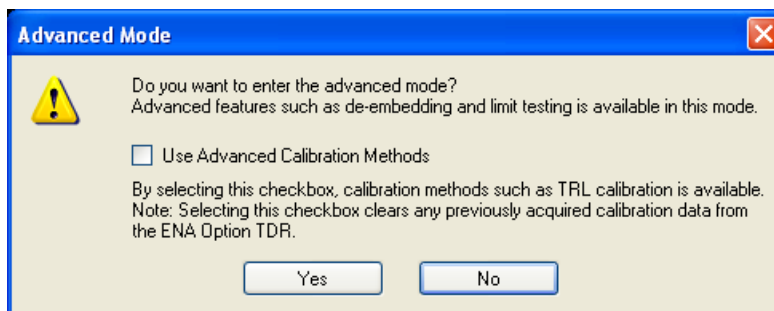 Advanced Mode
Do you want to enter the advanced mode?
Advanced features such as de-embedding and limit testing is available in this mode.
Use Advanced Calibration Methods
By selecting this checkbox, calibration methods such as TRL calibration is available.
Note: Selecting this checkbox clears any previously acquired calibration data from
the ENA Option TDR.
Yes
No